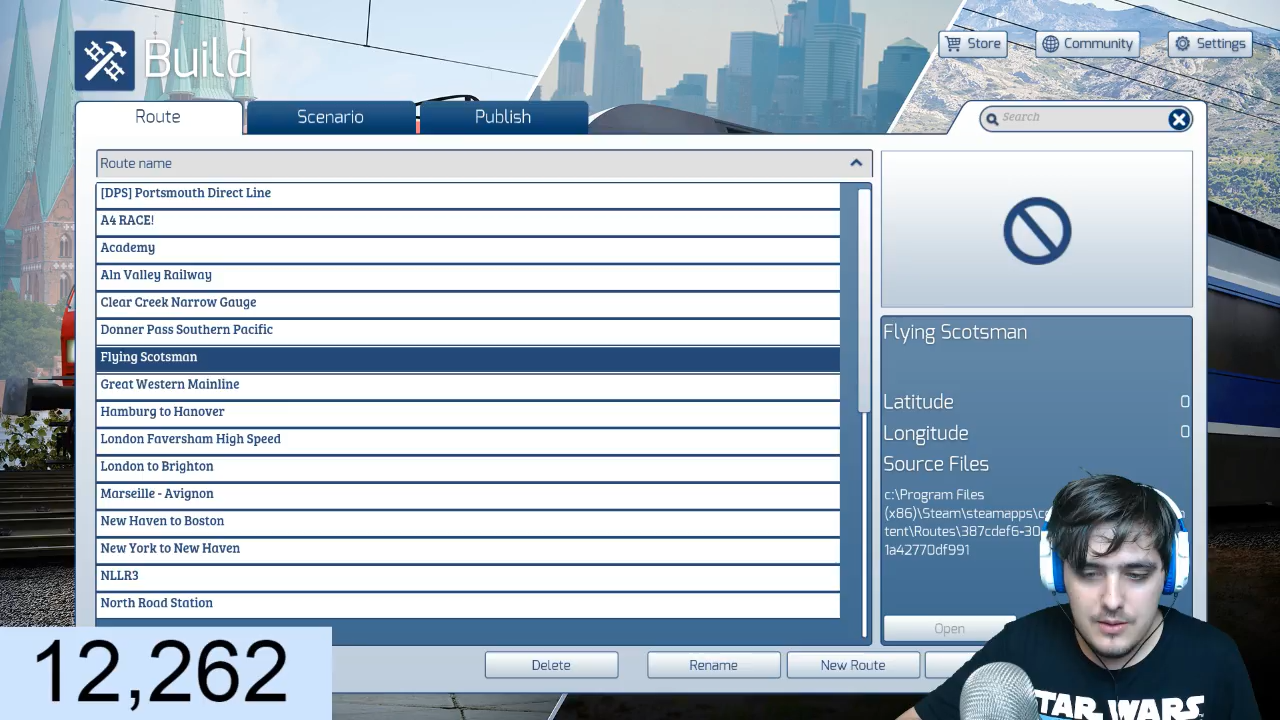 Build
Store
Community
Settings
Route
Scenario
Publish
Search
Route name
[DPS] Portsmouth Direct Line
A4 RACE!
Academy
Aln Valley Railway
Clear Creek Narrow Gauge
Donner Pass Southern Pacific
Flying Scotsman
Great Western Mainline
Hamburg to Hanover
London Faversham High Speed
London to Brighton
Marseille - Avignon
New Haven to Boston
New York to New Haven
NLLR3
North Road Station
Flying Scotsman
Latitude 0
Longitude 0
Source Files
c:\Program Files
(x86)\Steam\steamapps\
tent\Routes\387cdef6-30
1a42770df991
Open
Delete
Rename
New Route
12,262
STAR WARS